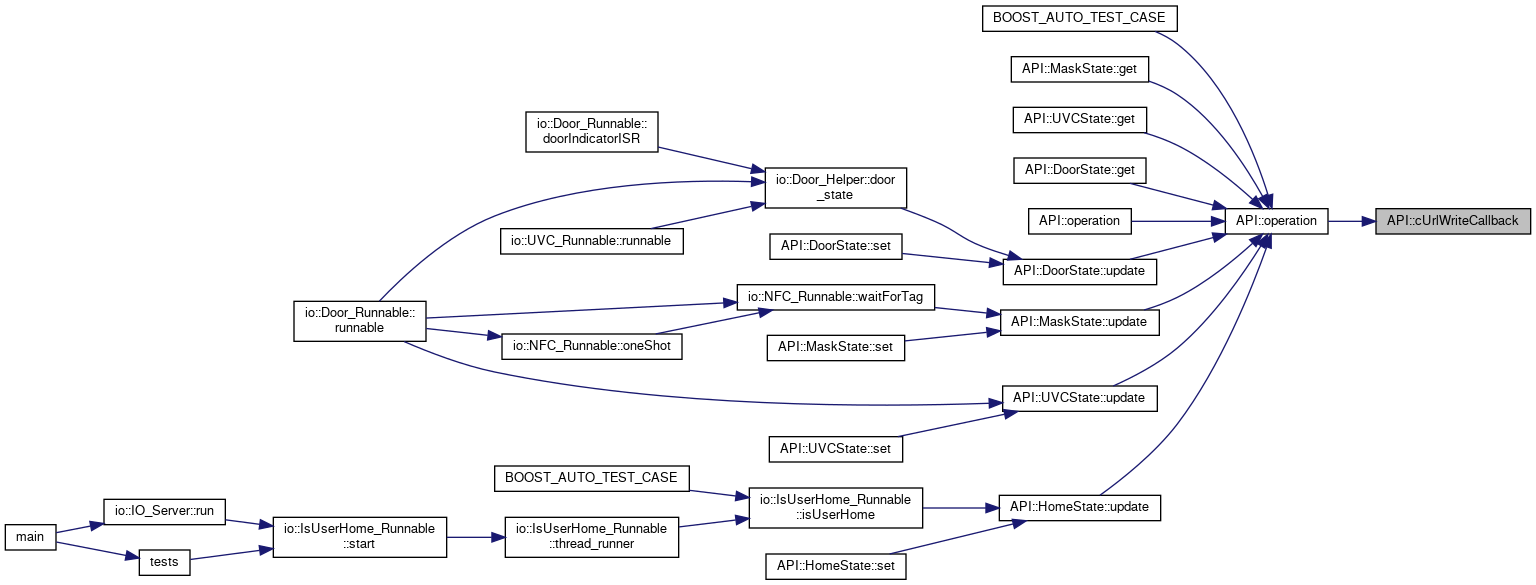 BOOST_AUTO_TEST_CASE
API::MaskState::get
API::UVCState::get
io::Door_Runnable::
doorIndicatorISR
API::DoorState::get
io::Door_Helper::door
_state
API::operation
API::operation
API::cUrlWriteCallback
io::UVC_Runnable::runnable
API::DoorState::set
API::DoorState::update
io::NFC_Runnable::waitForTag
io::Door_Runnable::
runnable
API::MaskState::update
io::NFC_Runnable::oneShot
API::MaskState::set
API::UVCState::update
API::UVCState::set
BOOST_AUTO_TEST_CASE
io::IsUserHome_Runnable
::isUserHome
API::HomeState::update
io::IO_Server::run
main
io::IsUserHome_Runnable
::start
io::IsUserHome_Runnable
::thread_runner
tests
API::HomeState::set